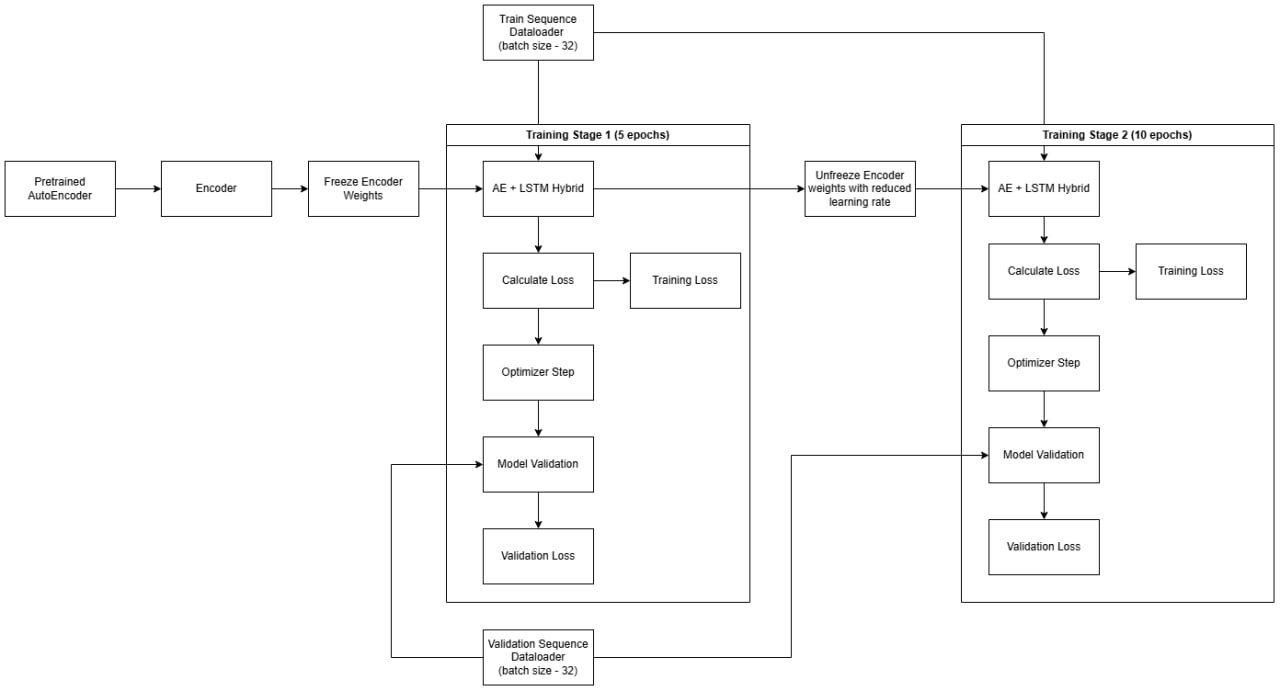 Train Sequence
Dataloader
(batch size - 32)
Training Stage 1 (5 epochs)
Training Stage 2 (10 epochs)
Pretrained
AutoEncoder
Encoder
Freeze Encoder
Weights
AE + LSTM Hybrid
Unfreeze Encoder
weights with reduced
learning rate
AE + LSTM Hybrid
Calculate Loss
Training Loss
Calculate Loss
Training Loss
Optimizer Step
Optimizer Step
Model Validation
Model Validation
Validation Loss
Validation Loss
Validation Sequence
Dataloader
(batch size - 32)